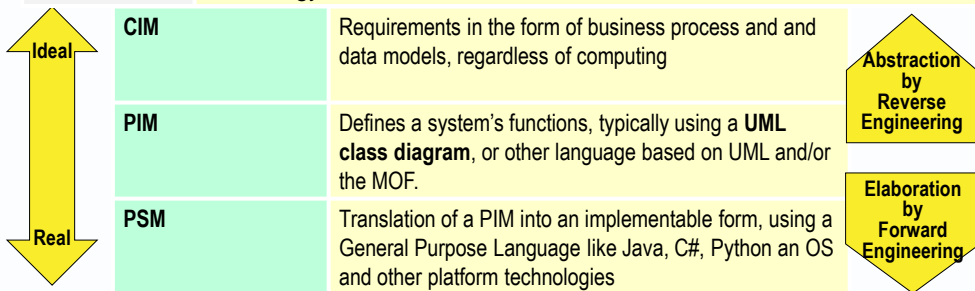 Ideal
CIM
Requirements in the form of business process and and
data models, regardless of computing
Abstraction
by
Reverse
Engineering
PIM
Defines a system's functions, typically using a UML
class diagram, or other language based on UML and/or
the MOF.
Real
PSM
Translation of a PIM into an implementable form, using a
General Purpose Language like Java, C#, Python an OS
and other platform technologies
Elaboration
by
Forward
Engineering